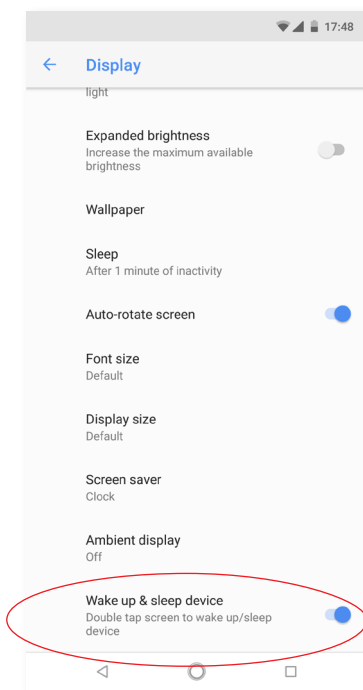 17:48
Display
light
Expanded brightness
Increase the maximum available
brightness
Wallpaper
Sleep
After 1 minute of inactivity
Auto-rotate screen
Font size
Default
Display size
Default
Screen saver
Clock
Ambient display
Off
Wake up & sleep device
Double tap screen to wake up/sleep
device